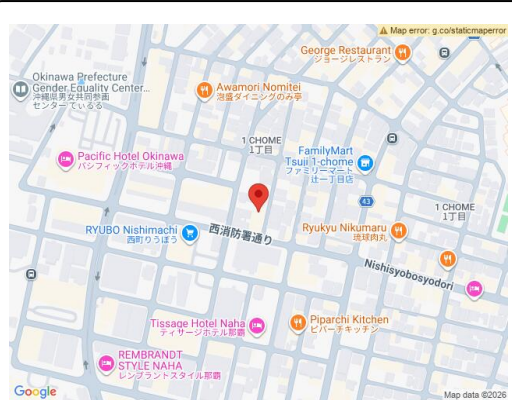 Map error: g.co/staticmaperror
George Restaurant
ジョージレストラン
Okinawa Prefecture
Gender Equality Center...
沖縄県男女共同参画
センター てぃるる
Awamori Nomitei
泡盛ダイニングのみ亭
1 CHOME
1丁目
FamilyMart
Tsuji 1-chome
ファミリーマート
辻一丁目店
Pacific Hotel Okinawa
パシフィックホテル沖縄
43
1 CHOME
1丁目
RYUBO Nishimachi
西町りうぼう
西消防署通り
Ryukyu Nikumaru
琉球肉丸
Nishisyobosyodori
Tissage Hotel Naha
ティサージホテル那覇
Piparchi Kitchen
ピパーチキッチン
REMBRANDT
STYLE NAHA
レンブラントスタイル那覇
Google
Map data ©2026